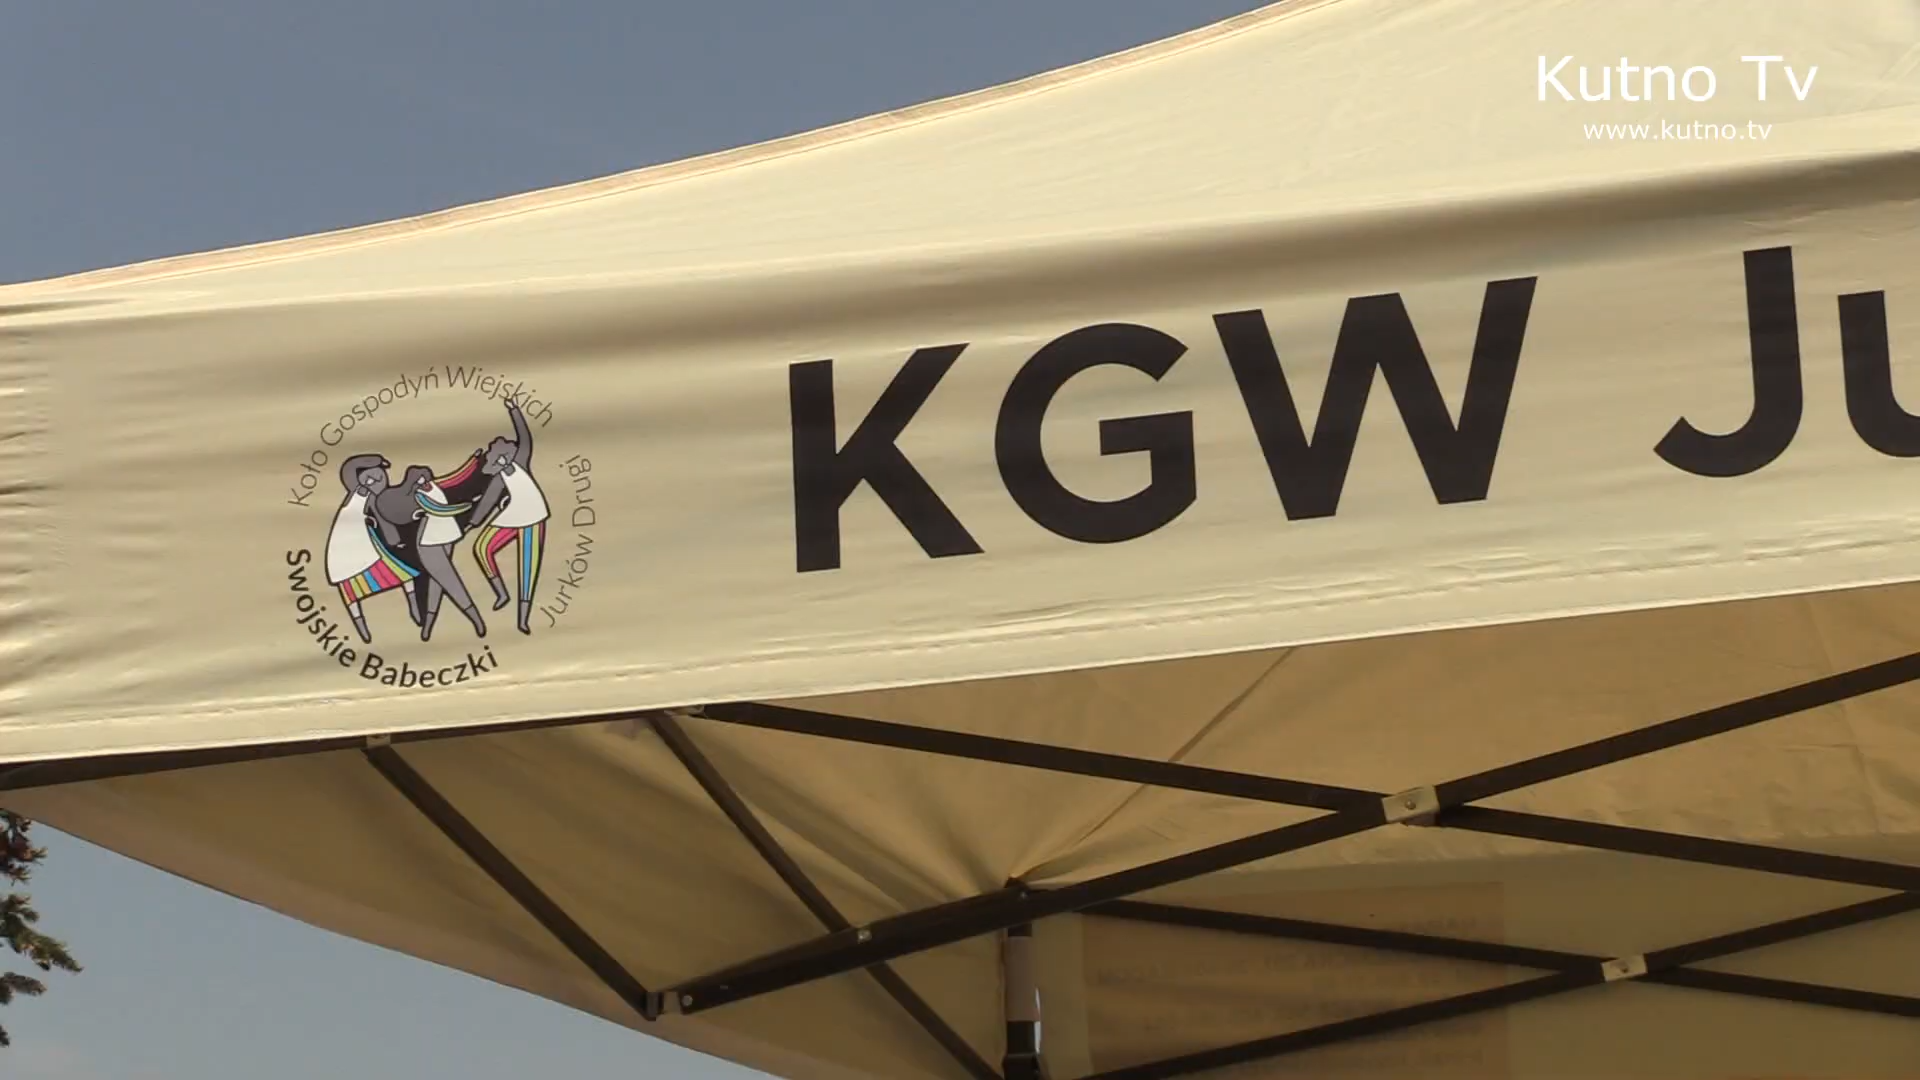 Kutno Tv
www.kutno.tv
KGW Ju
Koło Gospodyń Wiejskich
Jurków Drugi
Swojskie Babeczki